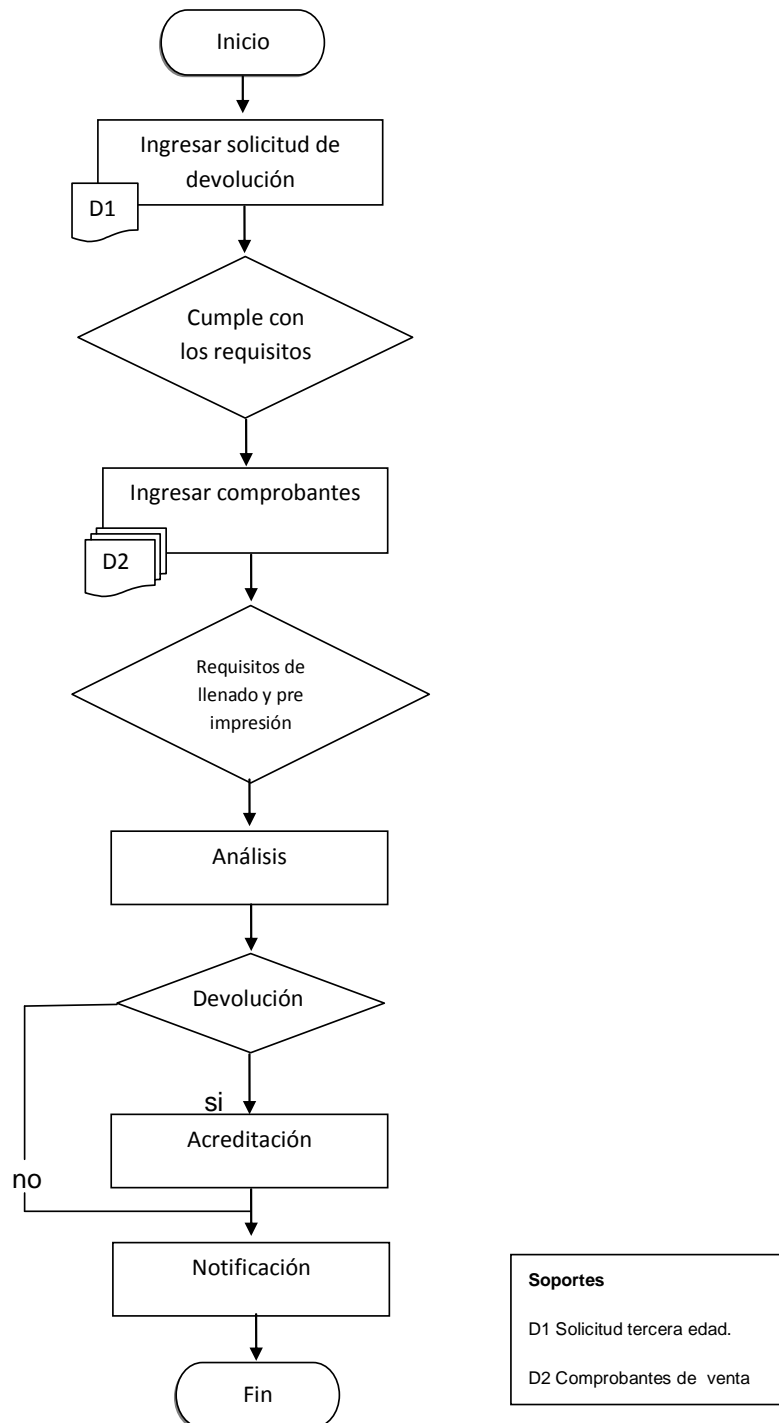 Inicio
Ingresar solicitud de
devolución
D1
Cumple con
los requisitos
Ingresar comprobantes
D2
Requisitos de
llenado y pre
impresión
Análisis
Devolución
si
Acreditación
no
Notificación
Soportes
D1 Solicitud tercera edad.
D2 Comprobantes de venta
Fin